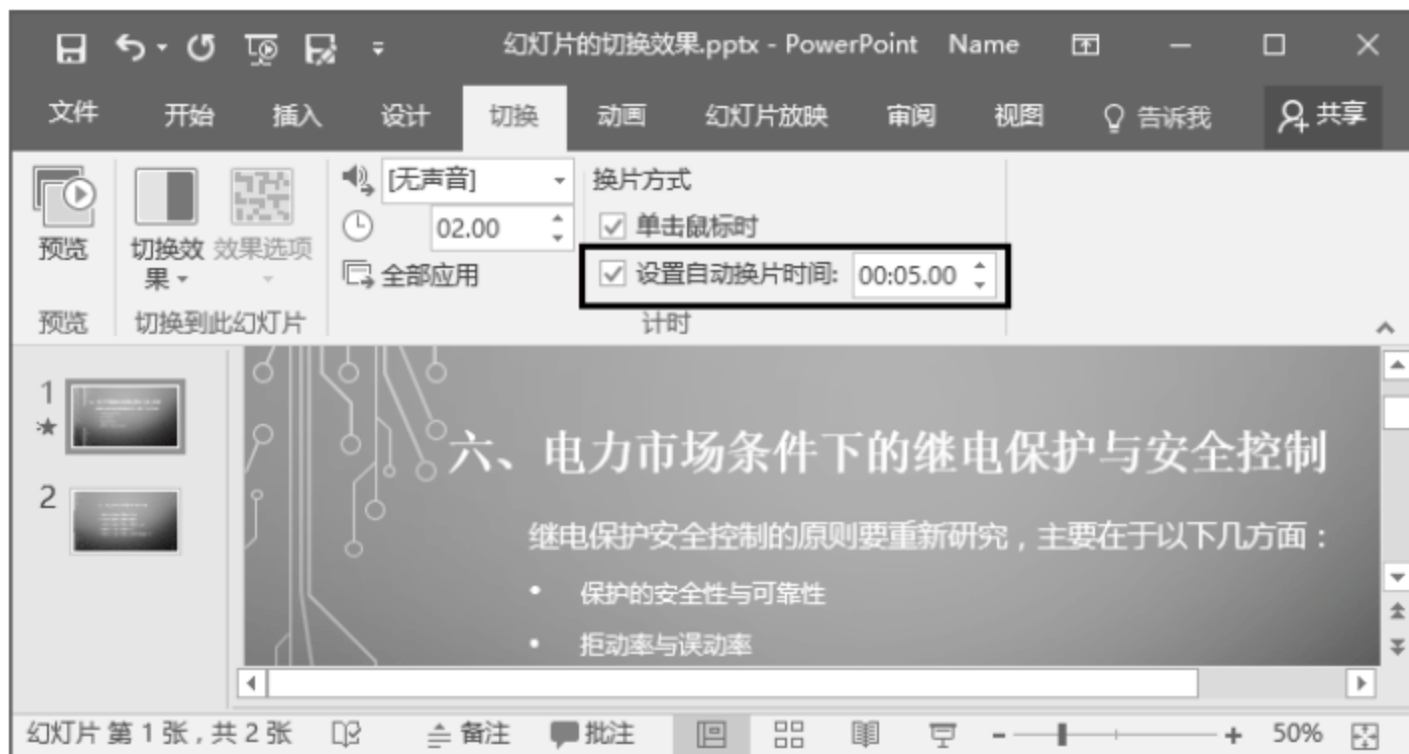 幻灯片的切换效果.pptx - PowerPoint Name
文件 开始 插入 设计 切换 动画 幻灯片放映 审阅 视图 告诉我 共享
[无声音] 换片方式
02.00 单击鼠标时
预览 切换效果 效果选项
全部应用 设置自动换片时间: 00:05.00
预览 切换到此幻灯片 计时
1
2
六、电力市场条件下的继电保护与安全控制
继电保护安全控制的原则要重新研究，主要在于以下几方面：
• 保护的安全性与可靠性
• 拒动率与误动率
幻灯片 第 1 张，共 2 张 备注 批注 50%